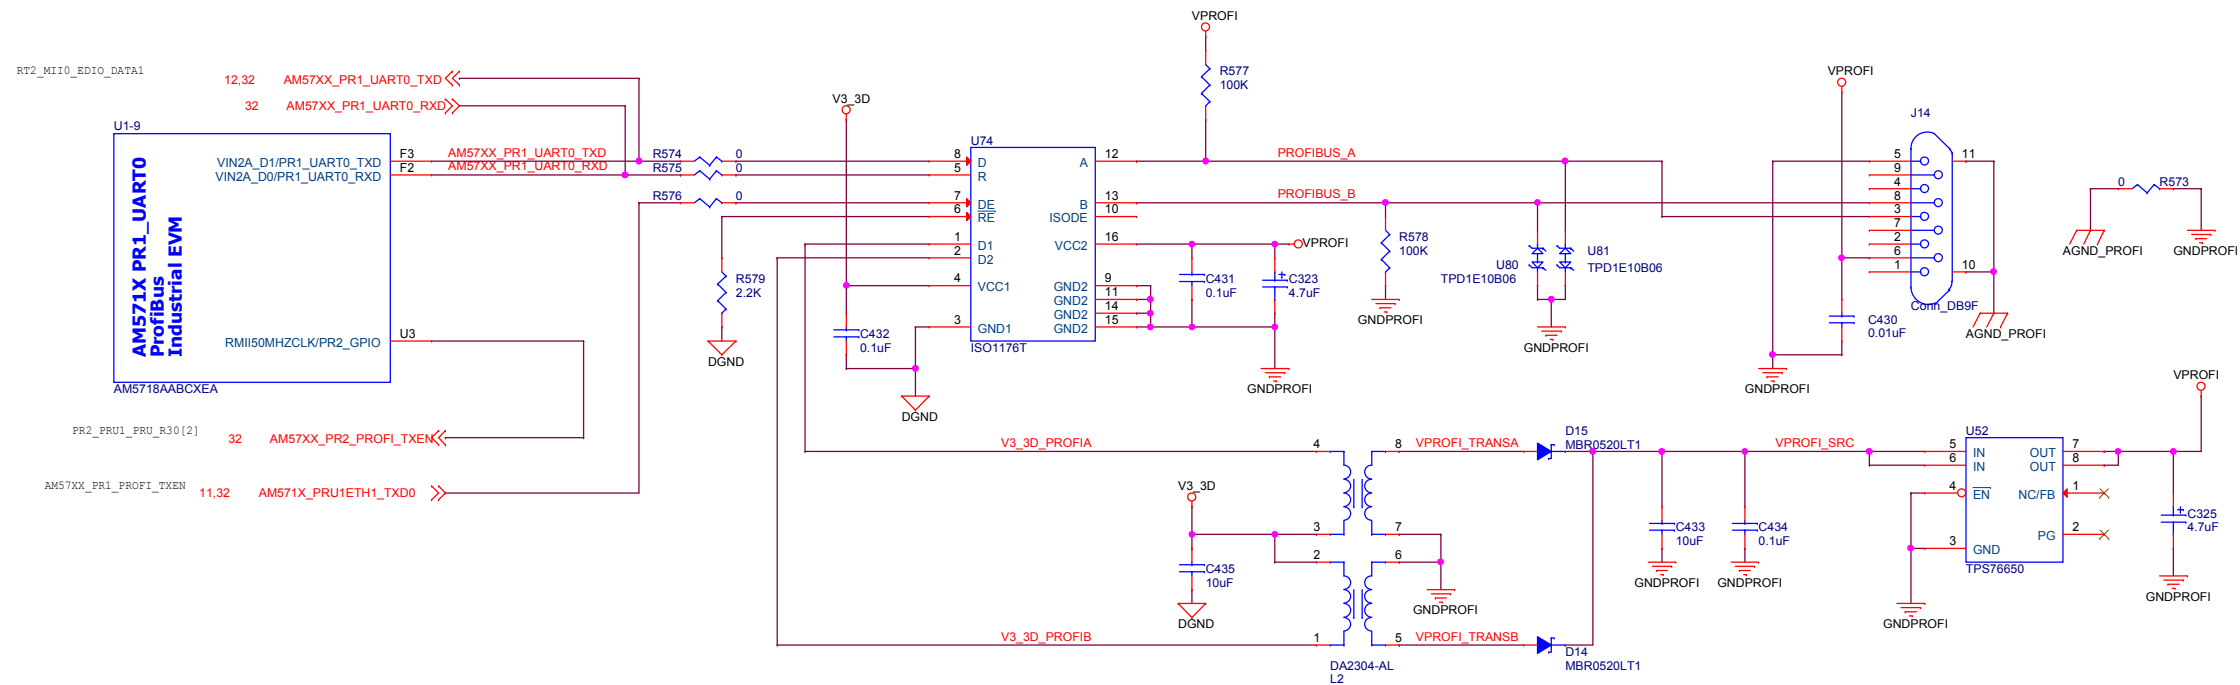 RT2_MII0_EDIO_DATA1
12,32 AM57XX_PR1_UART0_TXD
32 AM57XX_PR1_UART0_RXD
U1-9
AM571X PR1_UART0
ProfiBus
Industrial EVM
VIN2A_D1/PR1_UART0_TXD
VIN2A_D0/PR1_UART0_RXD
RMII50MHZCLK/PR2_GPIO
F3
F2
U3
AM5718AABCXEA
AM57XX_PR1_UART0_TXD
AM57XX_PR1_UART0_RXD
PR2_PRU1_PRU_R30[2]
32 AM57XX_PR2_PROFI_TXEN
AM57XX_PR1_PROFI_TXEN
11,32 AM571X_PRU1ETH1_TXD0
R574 0
R575 0
R576 0
R579
2.2K
DGND
V3_3D
C432
0.1uF
DGND
U74
8 D
5 R
7 DE
6 RE
1 D1
2 D2
4 VCC1
3 GND1
A 12
B 13
ISODE 10
VCC2 16
GND2 9
GND2 11
GND2 14
GND2 15
ISO1176T
VPROFI
R577
100K
PROFIBUS_A
PROFIBUS_B
VPROFI
C431
0.1uF
C323
4.7uF
+
GNDPROFI
R578
100K
GNDPROFI
U80
TPD1E10B06
U81
TPD1E10B06
GNDPROFI
VPROFI
J14
5
9
4
8
3
7
2
6
1
11
10
Conn_DB9F
C430
0.01uF
GNDPROFI
AGND_PROFI
0 R573
AGND_PROFI
GNDPROFI
V3_3D_PROFIA
V3_3D
C435
10uF
DGND
V3_3D_PROFIB
4
3
2
1
8
7
6
5
DA2304-AL
L2
VPROFI_TRANSA
VPROFI_TRANSB
GNDPROFI
D15
MBR0520LT1
D14
MBR0520LT1
VPROFI_SRC
C433
10uF
GNDPROFI
C434
0.1uF
GNDPROFI
U52
5 IN
6 IN
4 EN
3 GND
OUT 7
OUT 8
NC/FB 1
PG 2
TPS76650
GNDPROFI
VPROFI
+
C325
4.7uF
GNDPROFI